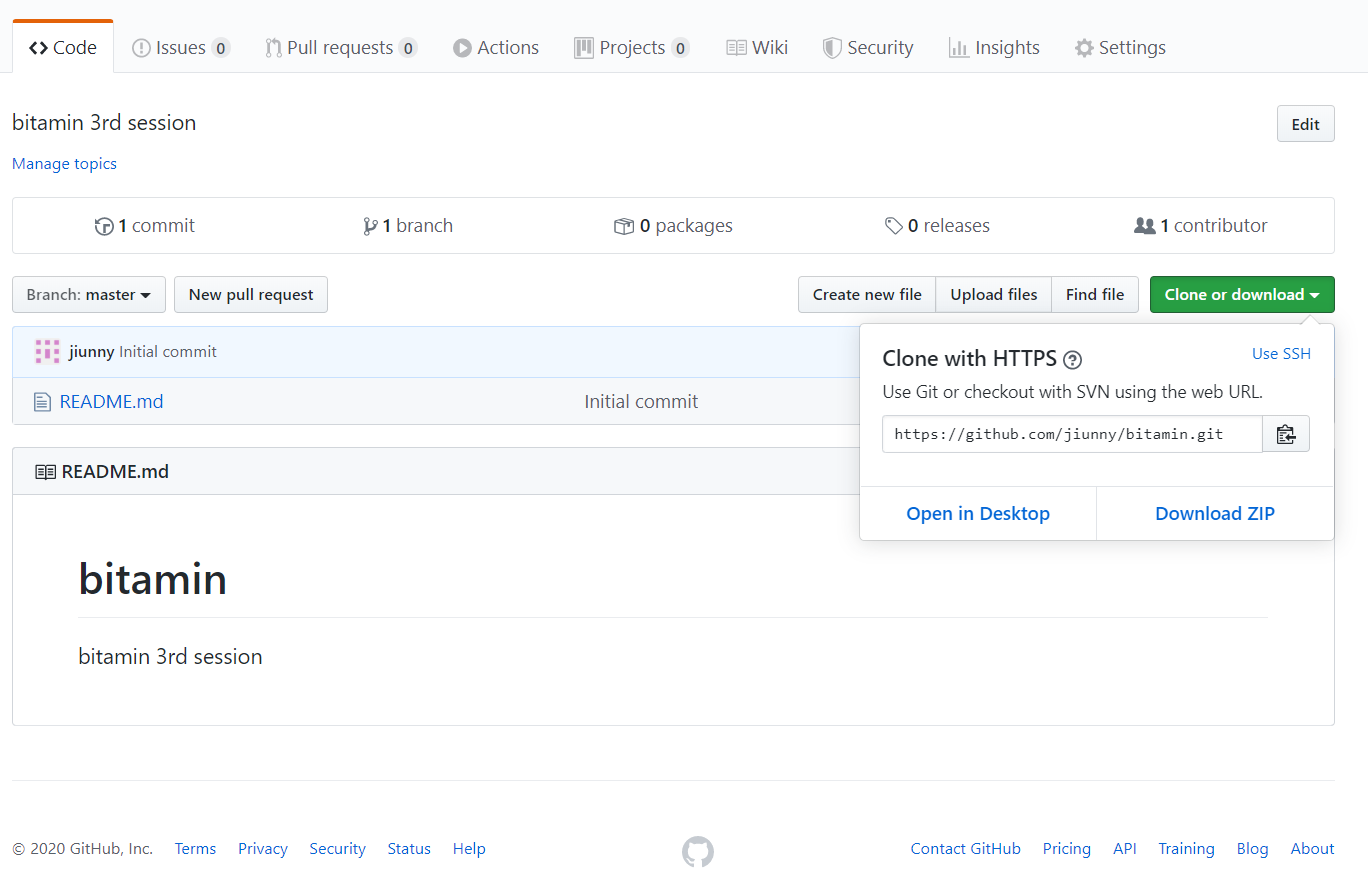 Code Issues 0 Pull requests 0 Actions Projects 0 Wiki Security Insights Settings
bitamin 3rd session Edit
Manage topics
1 commit 1 branch 0 packages 0 releases 1 contributor
Branch: master New pull request Create new file Upload files Find file Clone or download
jiunny Initial commit
README.md Initial commit
Clone with HTTPS ? Use SSH
Use Git or checkout with SVN using the web URL.
https://github.com/jiunny/bitamin.git
Open in Desktop Download ZIP
README.md
bitamin
bitamin 3rd session
© 2020 GitHub, Inc. Terms Privacy Security Status Help Contact GitHub Pricing API Training Blog About